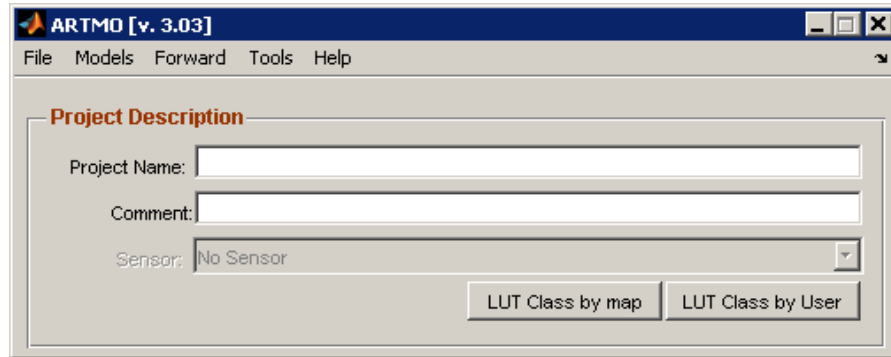 ARTMO [v. 3.03]
File Models Forward Tools Help
Project Description
Project Name:
Comment:
Sensor: No Sensor
LUT Class by map LUT Class by User